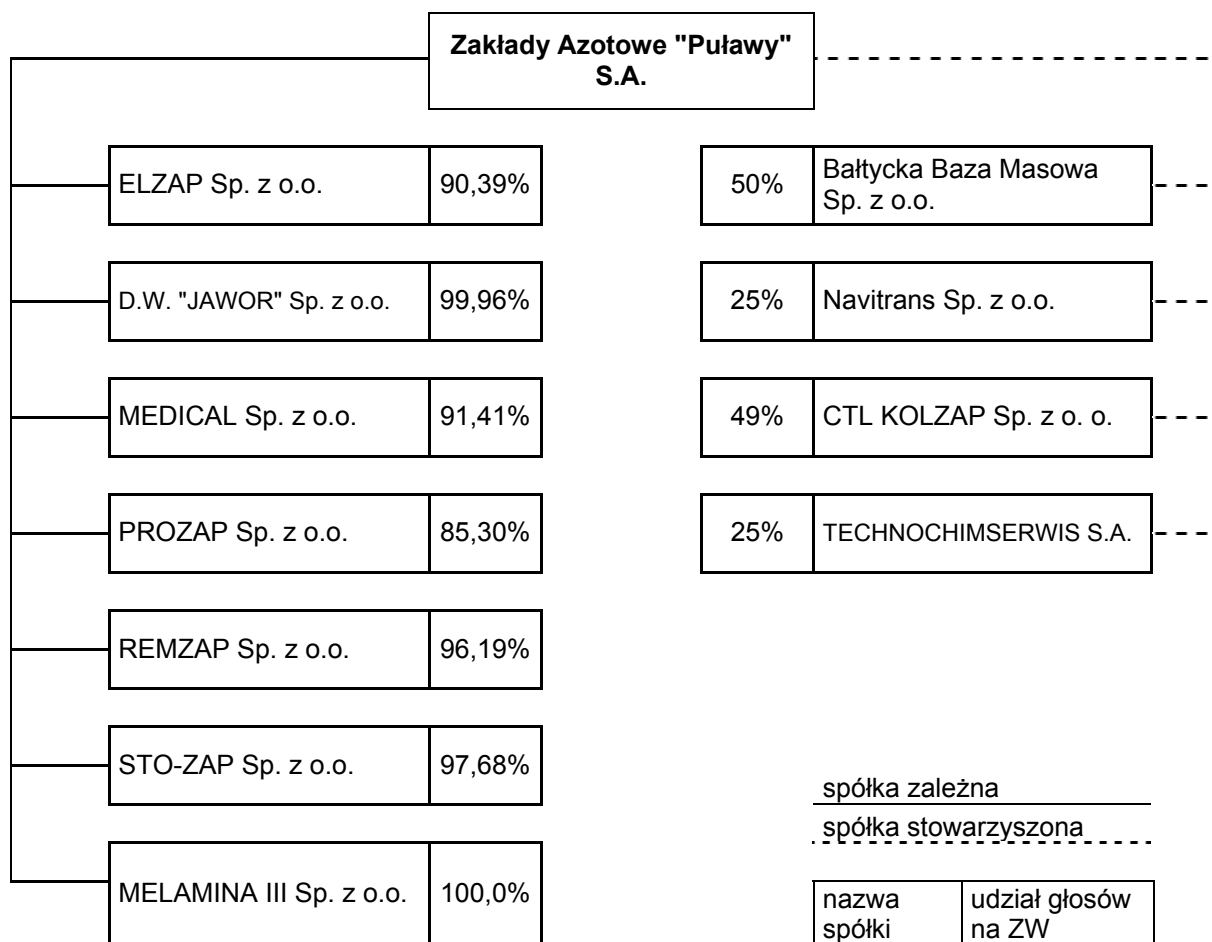 Zakłady Azotowe "Puławy"
S.A.
ELZAP Sp. z o.o. 90,39%
D.W. "JAWOR" Sp. z o.o. 99,96%
MEDICAL Sp. z o.o. 91,41%
PROZAP Sp. z o.o. 85,30%
REMZAP Sp. z o.o. 96,19%
STO-ZAP Sp. z o.o. 97,68%
MELAMINA III Sp. z o.o. 100,0%
50% Bałtycka Baza Masowa
Sp. z o.o.
25% Navitrans Sp. z o.o.
49% CTL KOLZAP Sp. z o. o.
25% TECHNOCHIMSERWIS S.A.
spółka zależna
spółka stowarzyszona
nazwa
spółki
udział głosów
na ZW